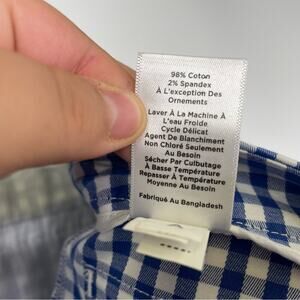 98% Coton
2% Spandex
À L'exception Des
Ornements
Laver À La Machine À
L'eau Froide
Cycle Délicat
Agent De Blanchiment
Non Chloré Seulement
Au Besoin
Sécher Par Culbutage
À Basse Température
Repasser À Température
Moyenne Au Besoin
Fabriqué Au Bangladesh